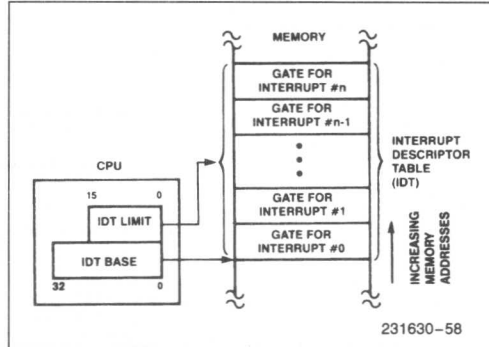 MEMORY
GATE FOR
INTERRUPT #n
GATE FOR
INTERRUPT #n-1
CPU
15 0
IDT LIMIT
IDT BASE
32 0
GATE FOR
INTERRUPT #1
GATE FOR
INTERRUPT #0
INTERRUPT
DESCRIPTOR
TABLE
(IDT)
INCREASING
MEMORY
ADDRESSES
231630-58